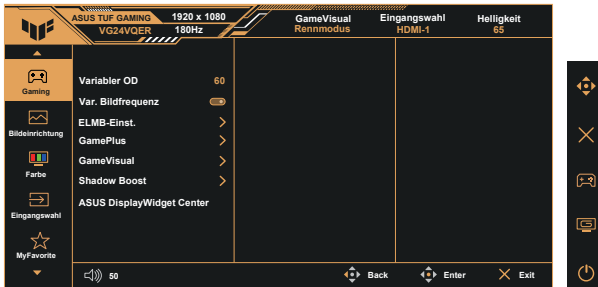 ASUS TUF GAMING 1920 x 1080 GameVisual Eingangswahl Helligkeit
VG24VQER 180Hz Rennmodus HDMI-1 65
Gaming
Bildeinrichtung
Farbe
Eingangswahl
MyFavorite
Variabler OD 60
Var. Bildfrequenz
ELMB-Einst.
GamePlus
GameVisual
Shadow Boost
ASUS DisplayWidget Center
50 Back Enter Exit